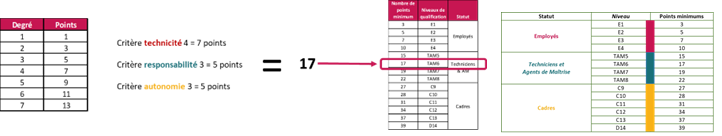 Degré Points
1 1
2 3
3 5
4 7
5 9
6 11
7 13
Critère technicité 4 = 7 points
Critère responsabilité 3 = 5 points
Critère autonomie 3 = 5 points
= 17
Nombre de points minimum Niveaux de qualification Statut
3 E1
5 E2
7 F3
10 E4
Employés
15 TAM5
17 TAM6
19 TAM7
22 TAM8
Techniciens & AM
27 C9
28 C10
31 C11
34 C12
37 C13
39 D14
Cadres
Statut Niveau Points minimums
Employés
E1 3
E2 5
E3 7
E4 10
Techniciens et Agents de Maîtrise
TAM5 15
TAM6 17
TAM7 19
TAM8 22
Cadres
C9 27
C10 28
C11 31
C12 34
C13 37
D14 39